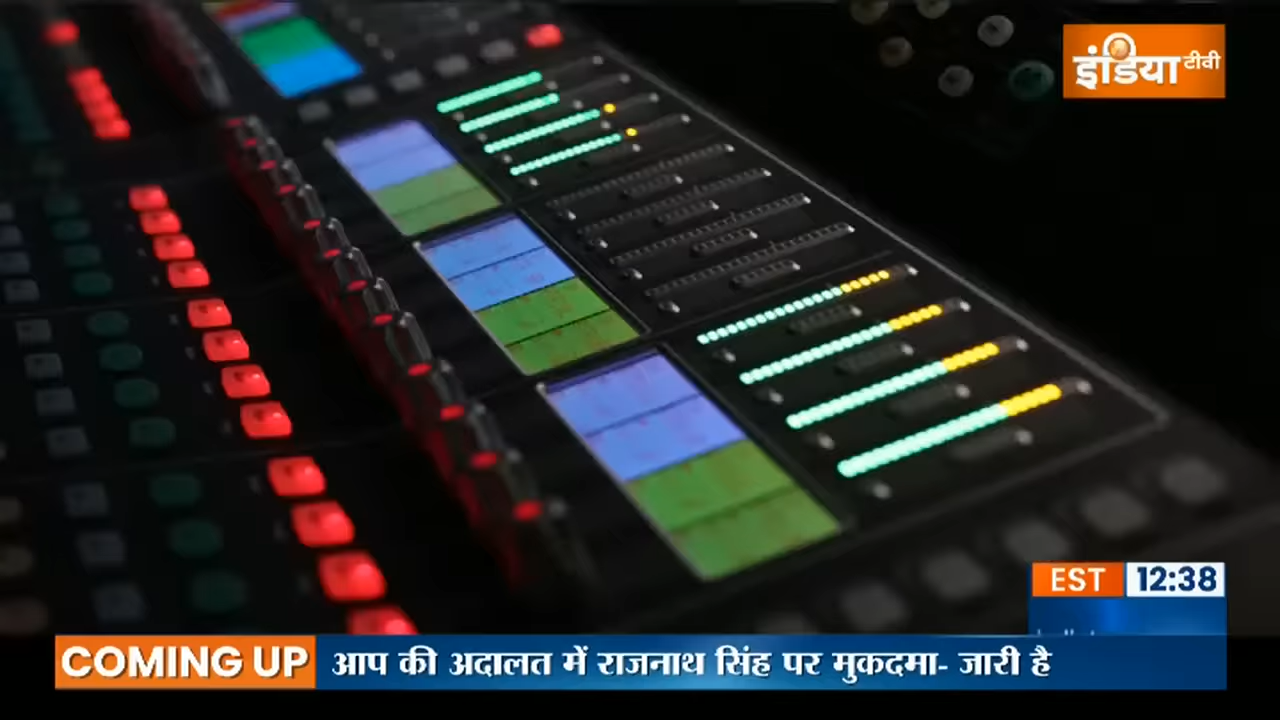 इंडिया टीवी
EST 12:38
COMING UP आप की अदालत में राजनाथ सिंह पर मुकदमा- जारी है